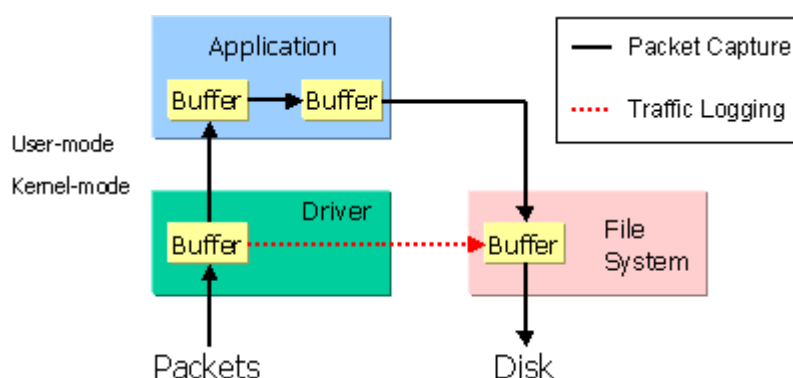 Application
Buffer
Buffer
Packet Capture
Traffic Logging
User-mode
Kernel-mode
Driver
Buffer
Buffer
File
System
Packets
Disk